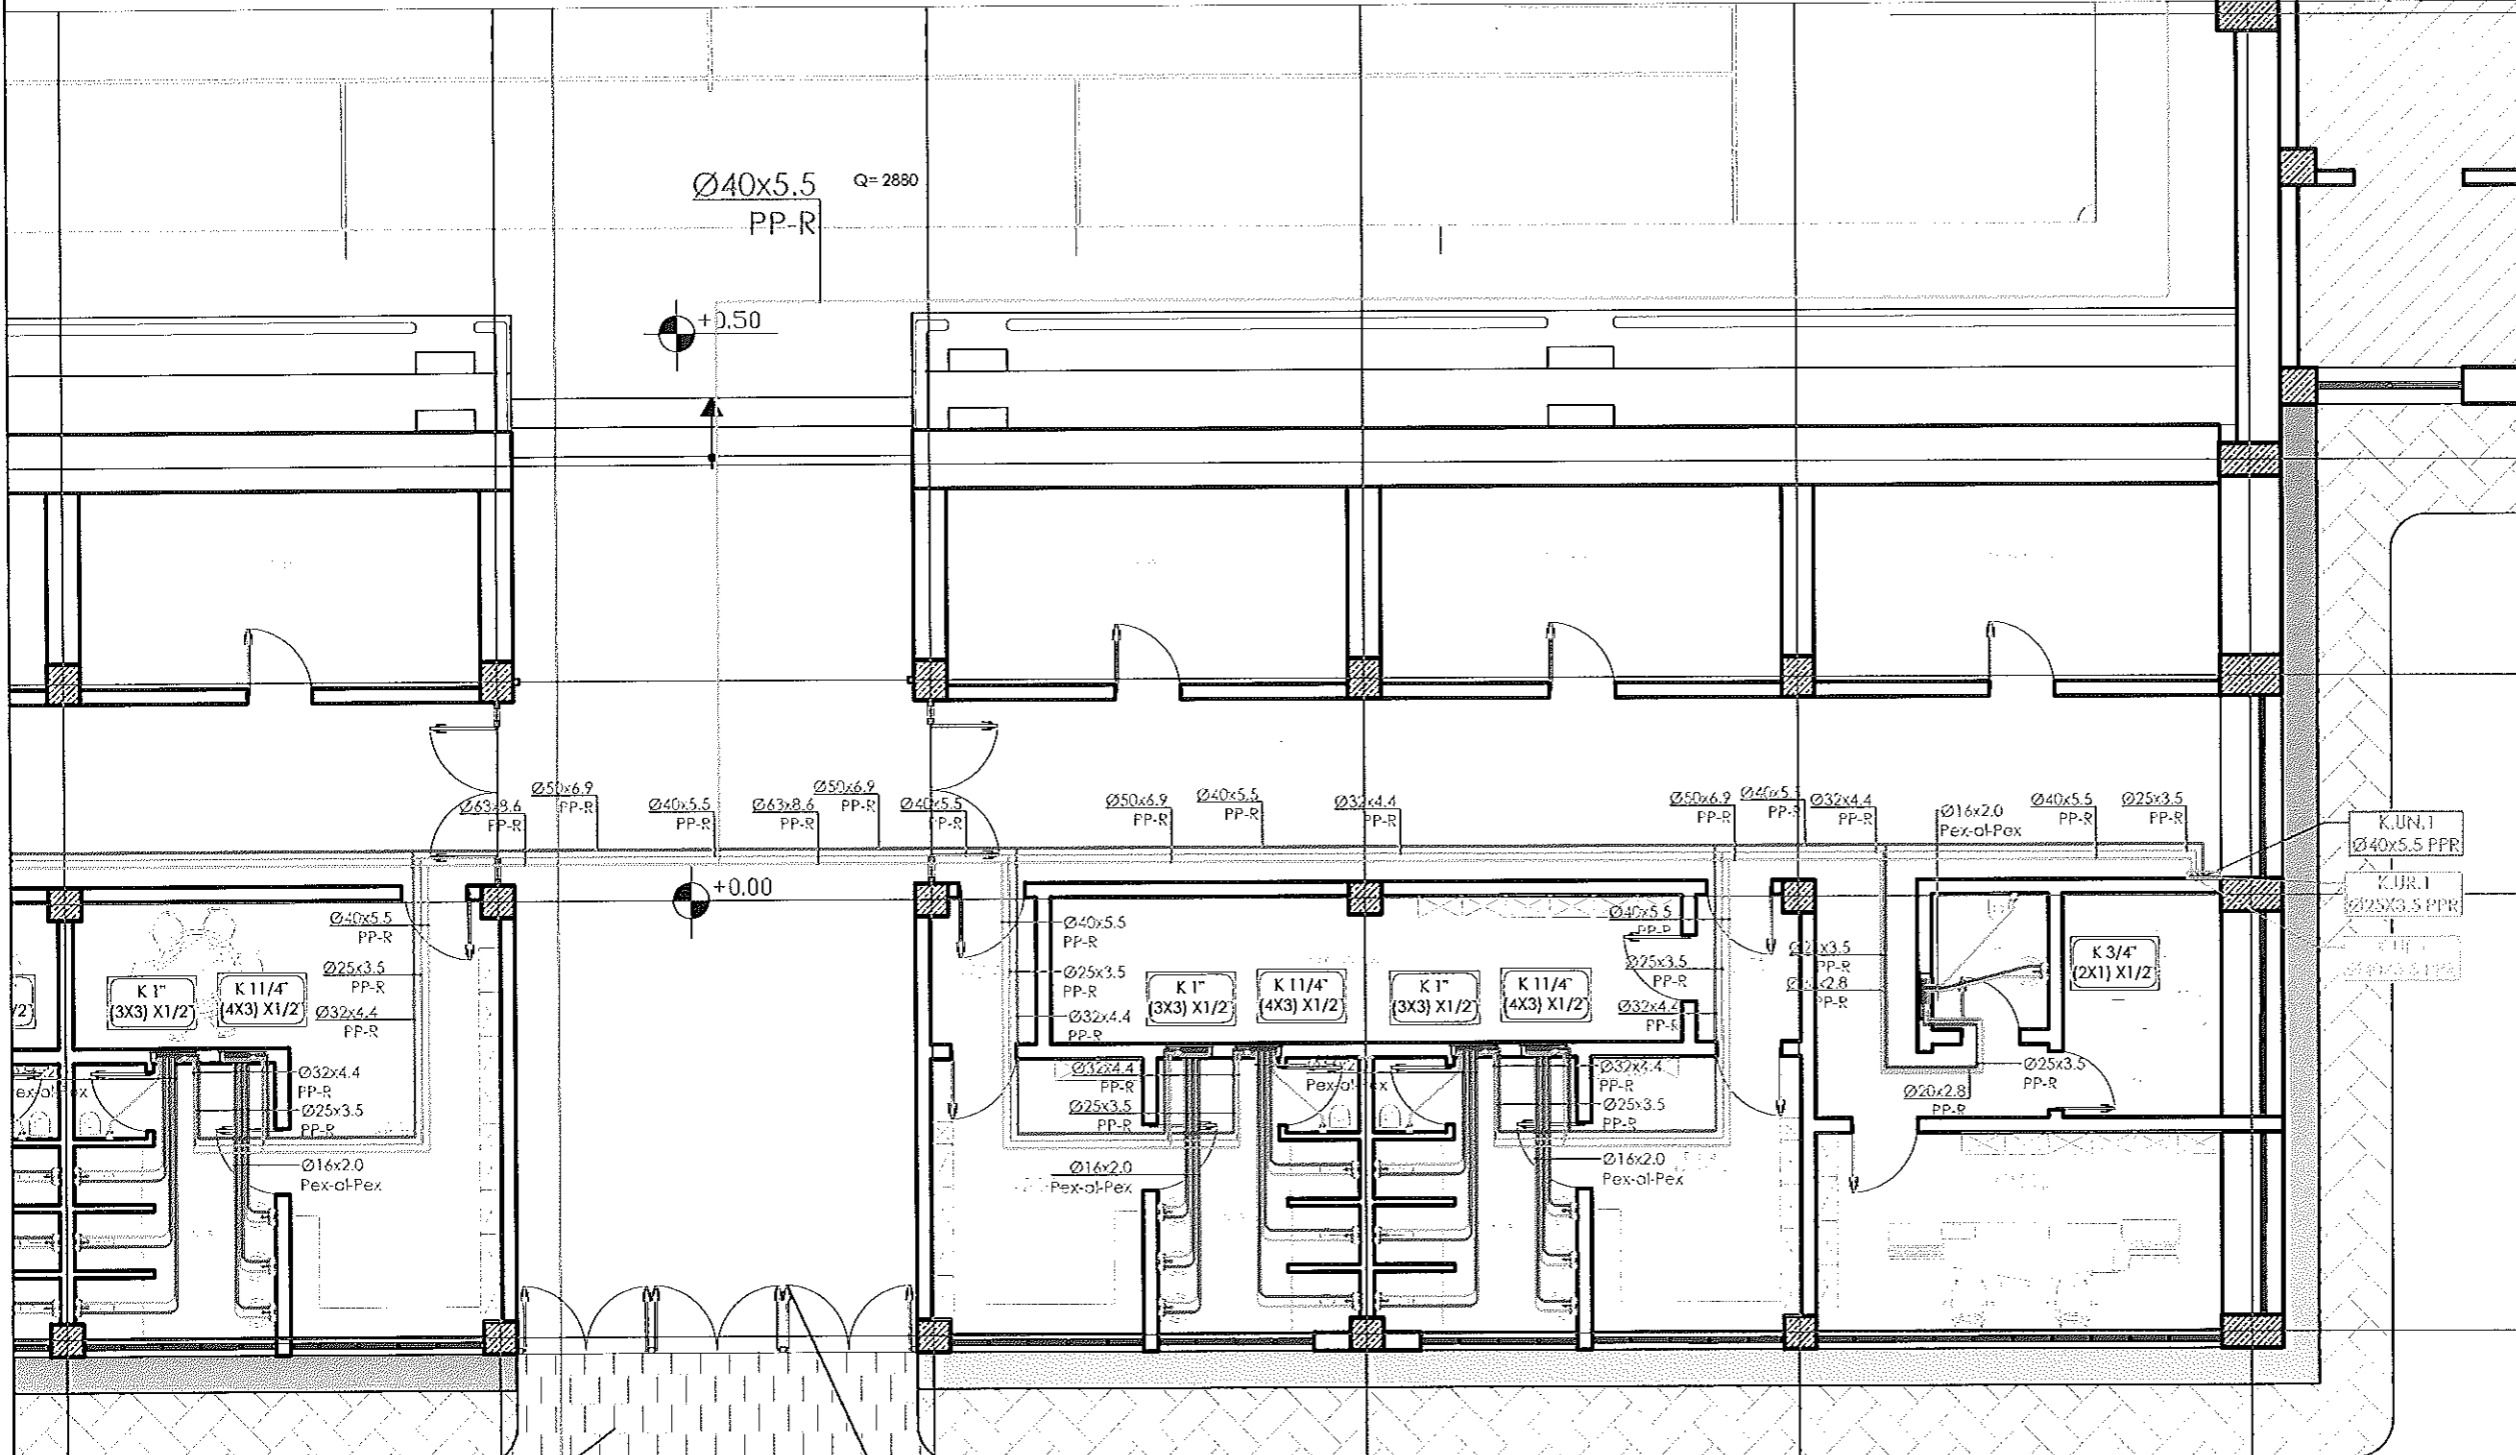 Ø40x5.5
PP-R
Q= 2880
+0.50
Ø63x8.6
PP-R
Ø50x6.9
PP-R
Ø40x5.5
PP-R
Ø63x8.6
PP-R
Ø50x6.9
PP-R
Ø40x5.5
PP-R
Ø50x6.9
PP-R
Ø40x5.5
PP-R
Ø32x4.4
PP-R
Ø50x6.9
PP-R
Ø40x5.5
PP-R
Ø32x4.4
PP-R
Ø16x2.0
Pex-al-Pex
Ø40x5.5
PP-R
Ø25x3.5
PP-R
K.UN.1
Ø40x5.5 PPR
K.UR.1
Ø25X3.5 PPR
+0.00
Ø40x5.5
PP-R
Ø25x3.5
PP-R
Ø32x4.4
PP-R
K 1"
(3X3) X1/2"
K 11/4"
(4X3) X1/2"
Ø32x4.4
PP-R
Ø25x3.5
PP-R
Ø16x2.0
Pex-al-Pex
Ø40x5.5
PP-R
Ø25x3.5
PP-R
Ø32x4.4
PP-R
K 1"
(3X3) X1/2"
K 11/4"
(4X3) X1/2"
K 1"
(3X3) X1/2"
K 11/4"
(4X3) X1/2"
Ø40x5.5
PP-R
Ø25x3.5
PP-R
Ø32x4.4
PP-R
Ø32x4.4
PP-R
Ø25x3.5
PP-R
Ø16x2.0
Pex-al-Pex
Ø32x4.4
PP-R
Ø25x3.5
PP-R
Ø16x2.0
Pex-al-Pex
PP-R
PP-R
K 3/4"
(2X1) X1/2"
Ø25x3.5
PP-R
Ø20x2.8
PP-R